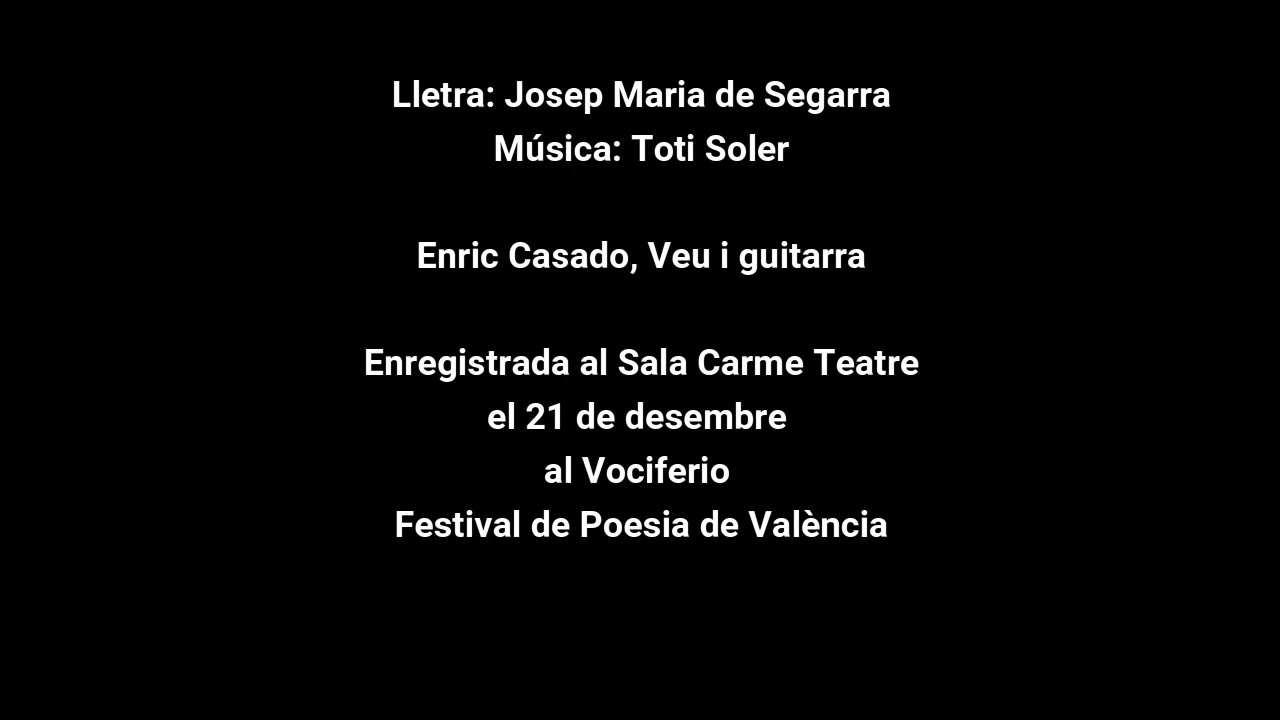 Lletra: Josep Maria de Segarra
Música: Toti Soler
Enric Casado, Veu i guitarra
Enregistrada al Sala Carme Teatre
el 21 de desembre
al Vociferio
Festival de Poesia de València